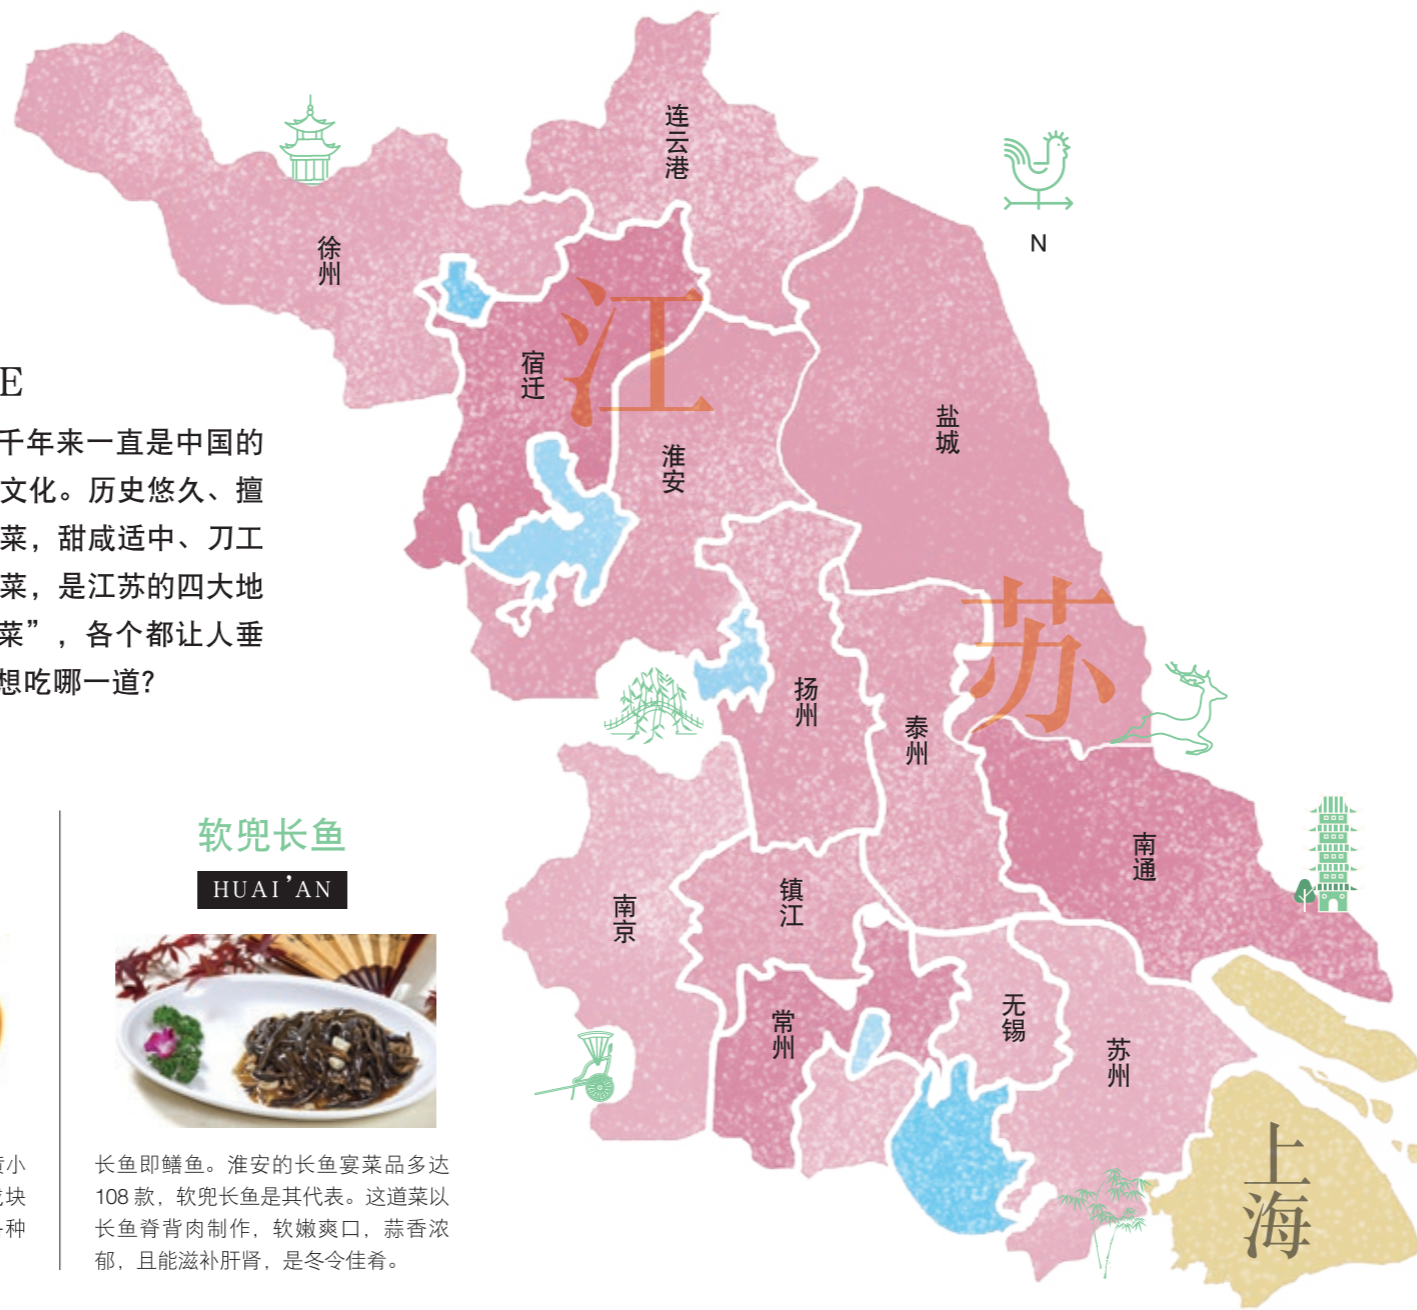 连云港
N
徐州
江
宿迁
盐城
淮安
E
千年来一直是中国的
文化。历史悠久、擅
菜，甜咸适中、刀工
菜，是江苏的四大地
菜”，各个都让人垂
想吃哪一道？
苏
扬州
泰州
软兜长鱼
HUAI’AN
南通
镇江
南京
无锡
常州
苏州
上海
小
块
种
长鱼即鳝鱼。淮安的长鱼宴菜品多达
108 款，软兜长鱼是其代表。这道菜以
长鱼脊背肉制作，软嫩爽口，蒜香浓
郁，且能滋补肝肾，是冬令佳肴。